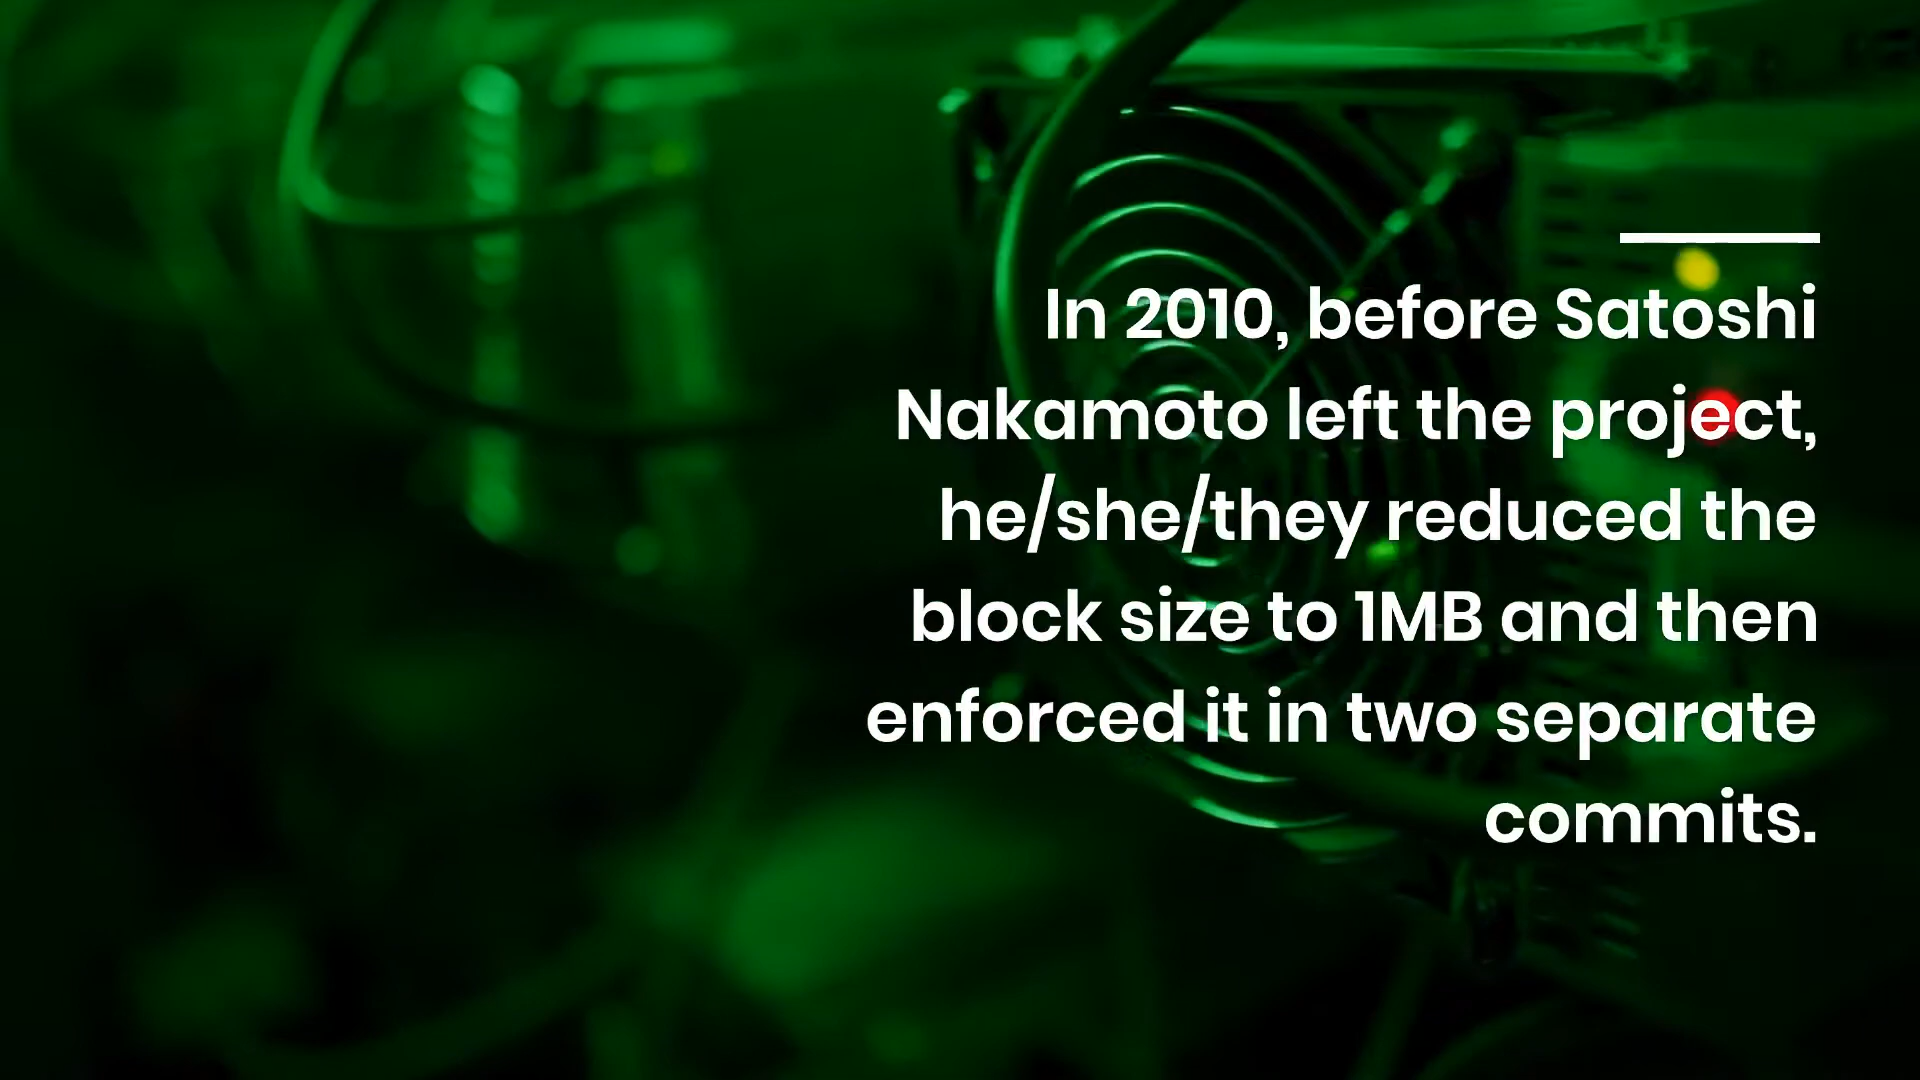 In 2010, before Satoshi
Nakamoto left the project,
he/she/they reduced the
block size to 1MB and then
enforced it in two separate
commits.